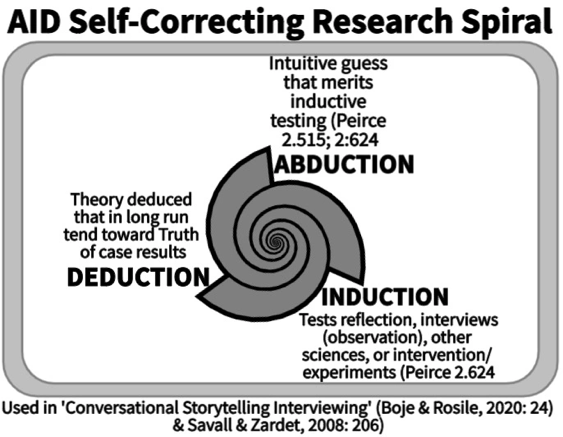 AID Self-Correcting Research Spiral
Intuitive guess
that merits
inductive
testing (Peirce
2.515; 2:624
ABDUCTION
Theory deduced
that in long run
tend toward Truth
of case results
DEDUCTION
INDUCTION
Tests reflection, interviews
(observation), other
sciences, or intervention/
experiments (Peirce 2.624
Used in 'Conversational Storytelling Interviewing' (Boje & Rosile, 2020: 24)
& Savall & Zardet, 2008: 206)